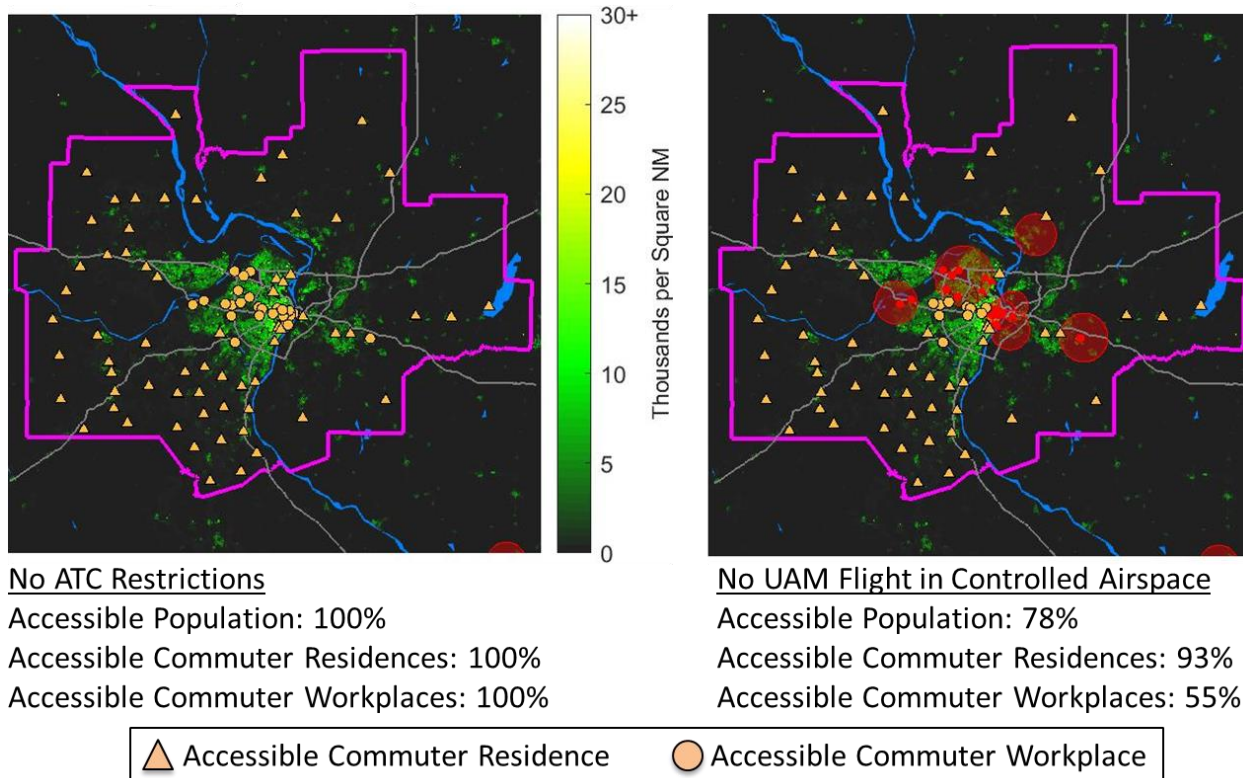 30+
25
20
15
10
5
0
Thousands per Square NM
No ATC Restrictions
Accessible Population: 100%
Accessible Commuter Residences: 100%
Accessible Commuter Workplaces: 100%
No UAM Flight in Controlled Airspace
Accessible Population: 78%
Accessible Commuter Residences: 93%
Accessible Commuter Workplaces: 55%
Accessible Commuter Residence
Accessible Commuter Workplace